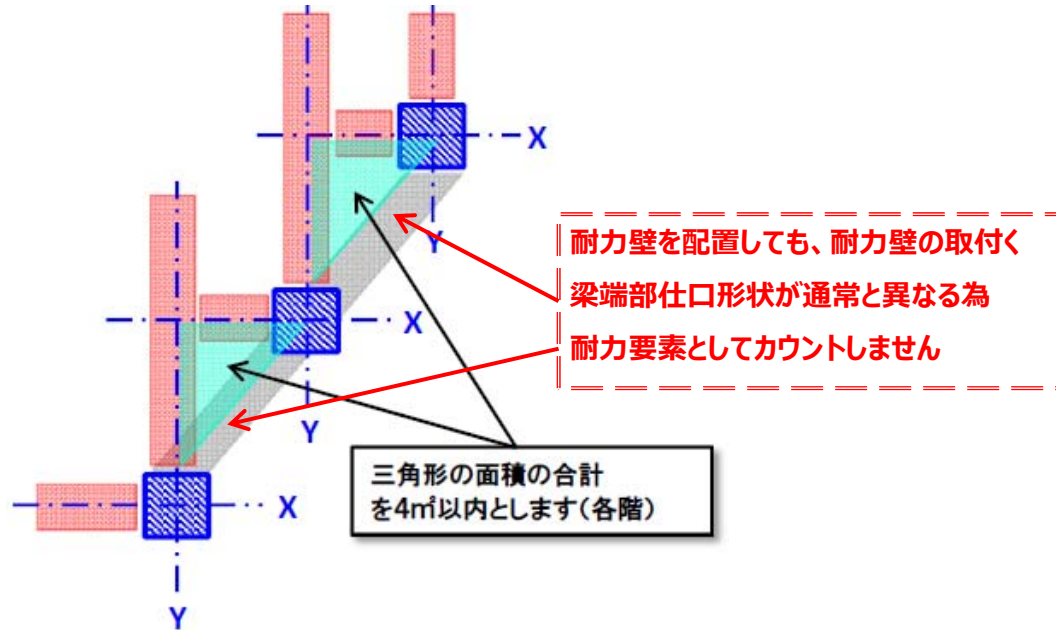 X
Y
耐力壁を配置しても、耐力壁の取付く
梁端部仕口形状が通常と異なる為
耐力要素としてカウントしません
X
Y
三角形の面積の合計
を4㎡以内とします(各階)
X
Y